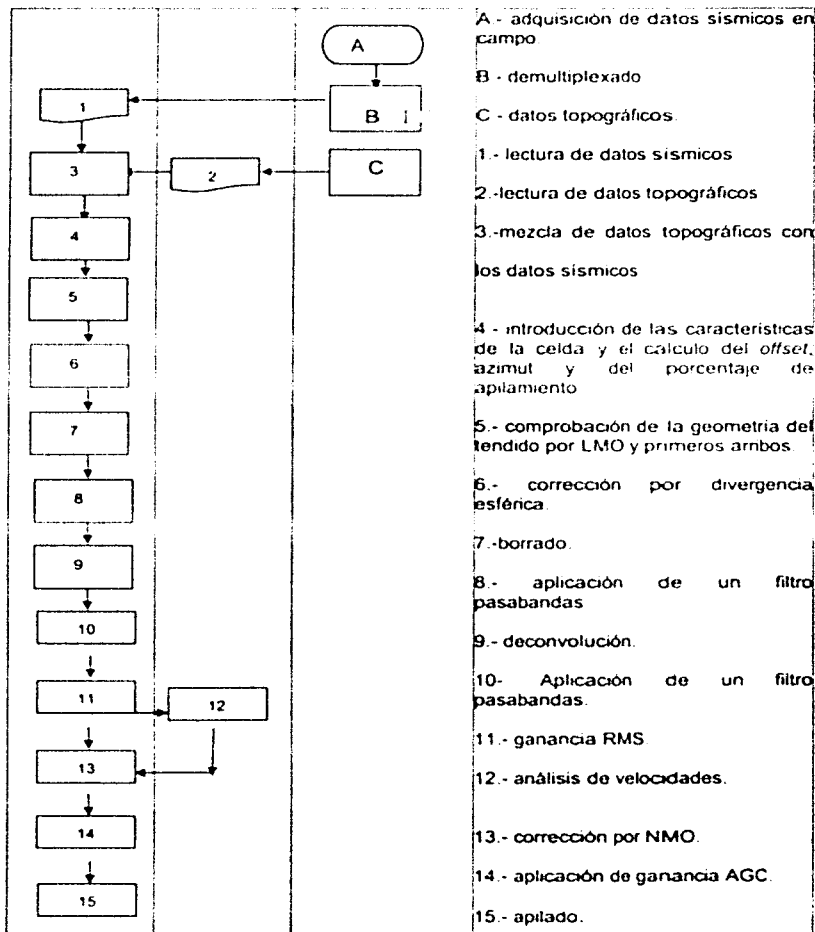 A
B 1
C
1
2
3
4
5
6
7
8
9
10
11
12
13
14
15
A.- adquisición de datos sísmicos en
campo.
B - demultiplexado
C - datos topográficos.
1.- lectura de datos sísmicos
2.-lectura de datos topográficos
3.-mezcla de datos topográficos con
los datos sísmicos
4 - introducción de las características
de la celda y el calculo del offset,
azimut y del porcentaje de
apilamiento
5.- comprobación de la geometría del
tendido por LMO y primeros arribos.
6.- corrección por divergencia
esférica.
7.-borrado.
8.- aplicación de un filtro
pasabandas
9.- deconvolución.
10- Aplicación de un filtro
pasabandas.
11.- ganancia RMS.
12.- análisis de velocidades.
13.- corrección por NMO.
14.- aplicación de ganancia AGC.
15.- apilado.